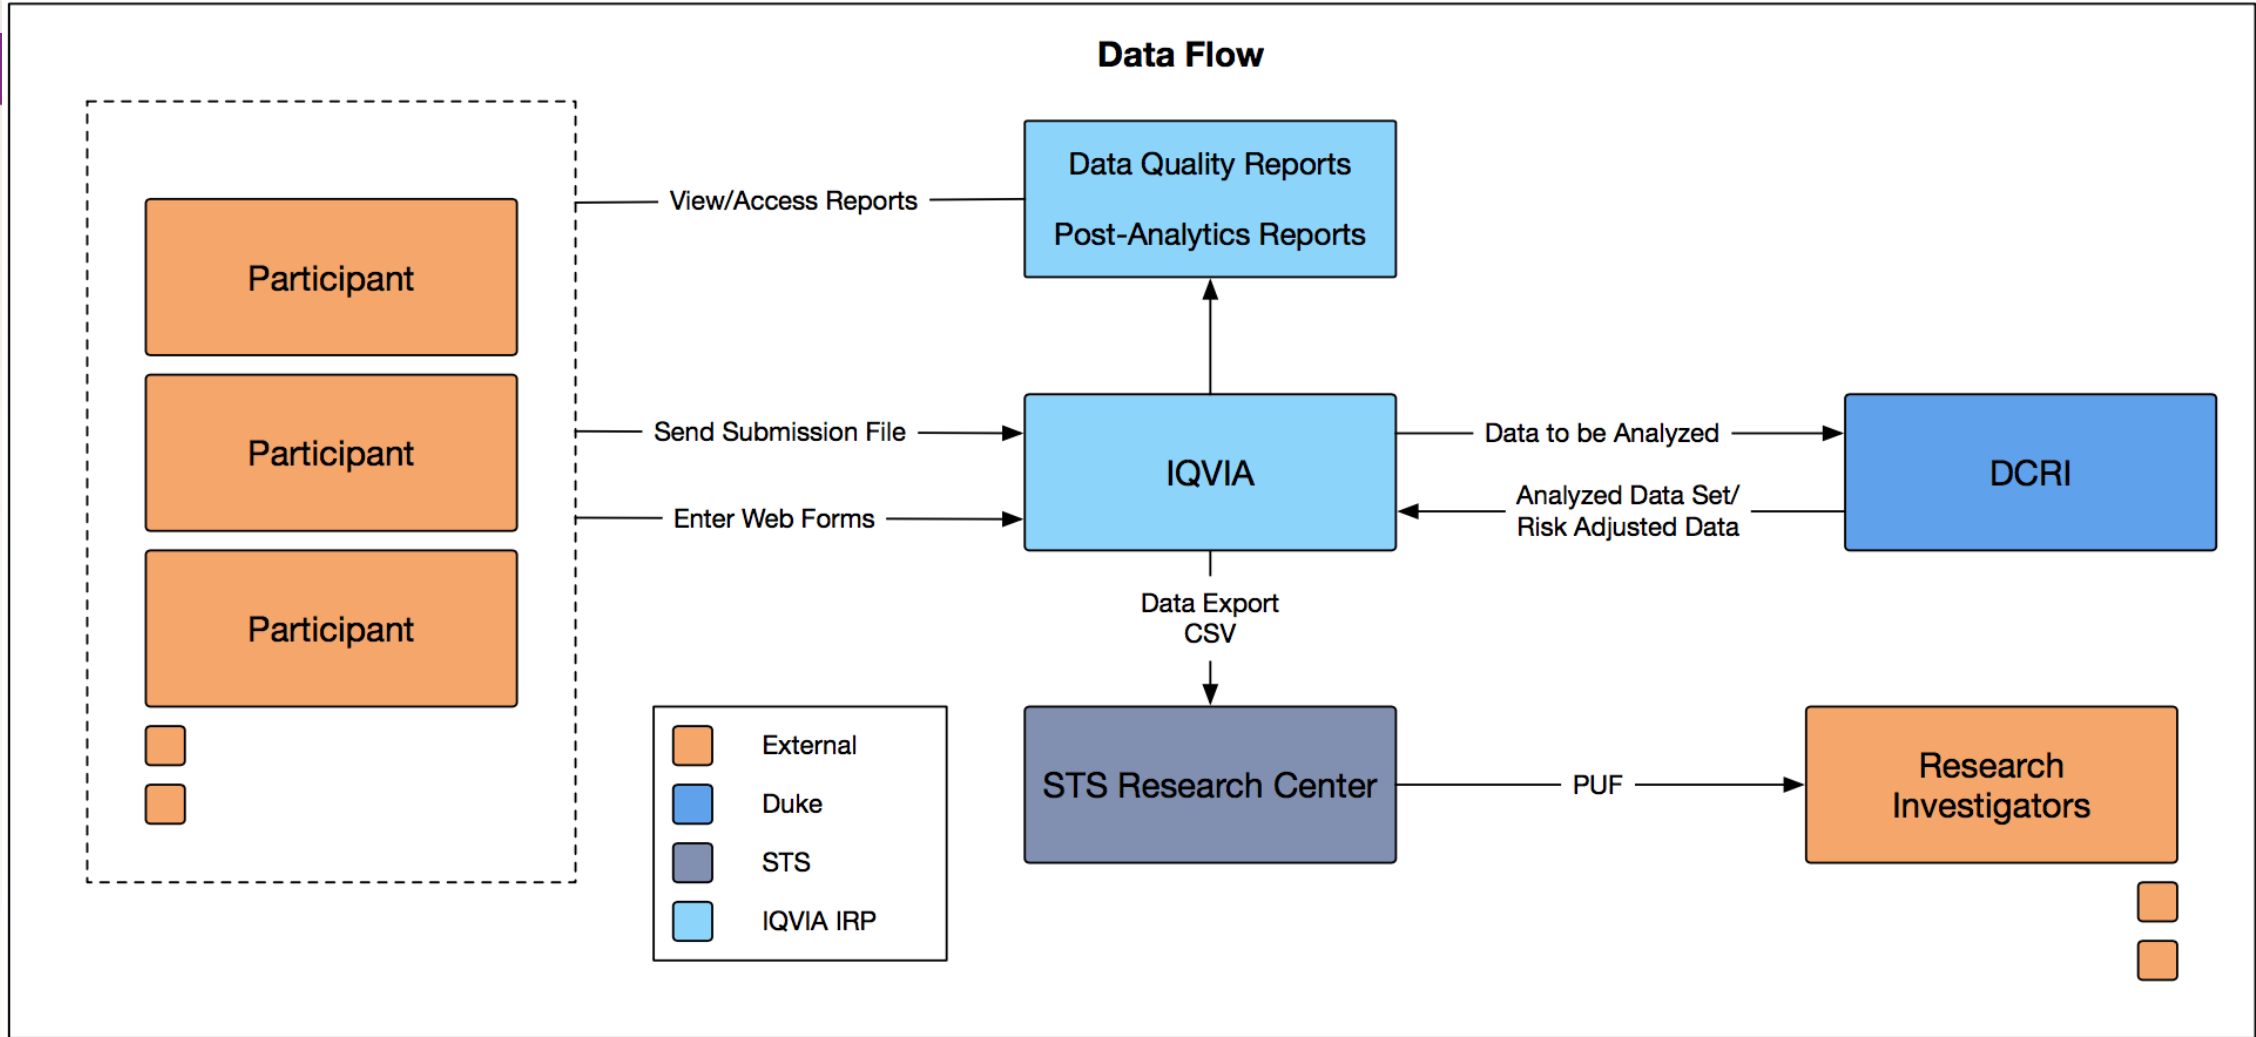 Data Flow
Data Quality Reports
Post-Analytics Reports
View/Access Reports
Participant
Participant
Participant
Send Submission File
Enter Web Forms
IQVIA
Data to be Analyzed
Analyzed Data Set/
Risk Adjusted Data
DCRI
Data Export
CSV
External
Duke
STS
IQVIA IRP
STS Research Center
PUF
Research
Investigators